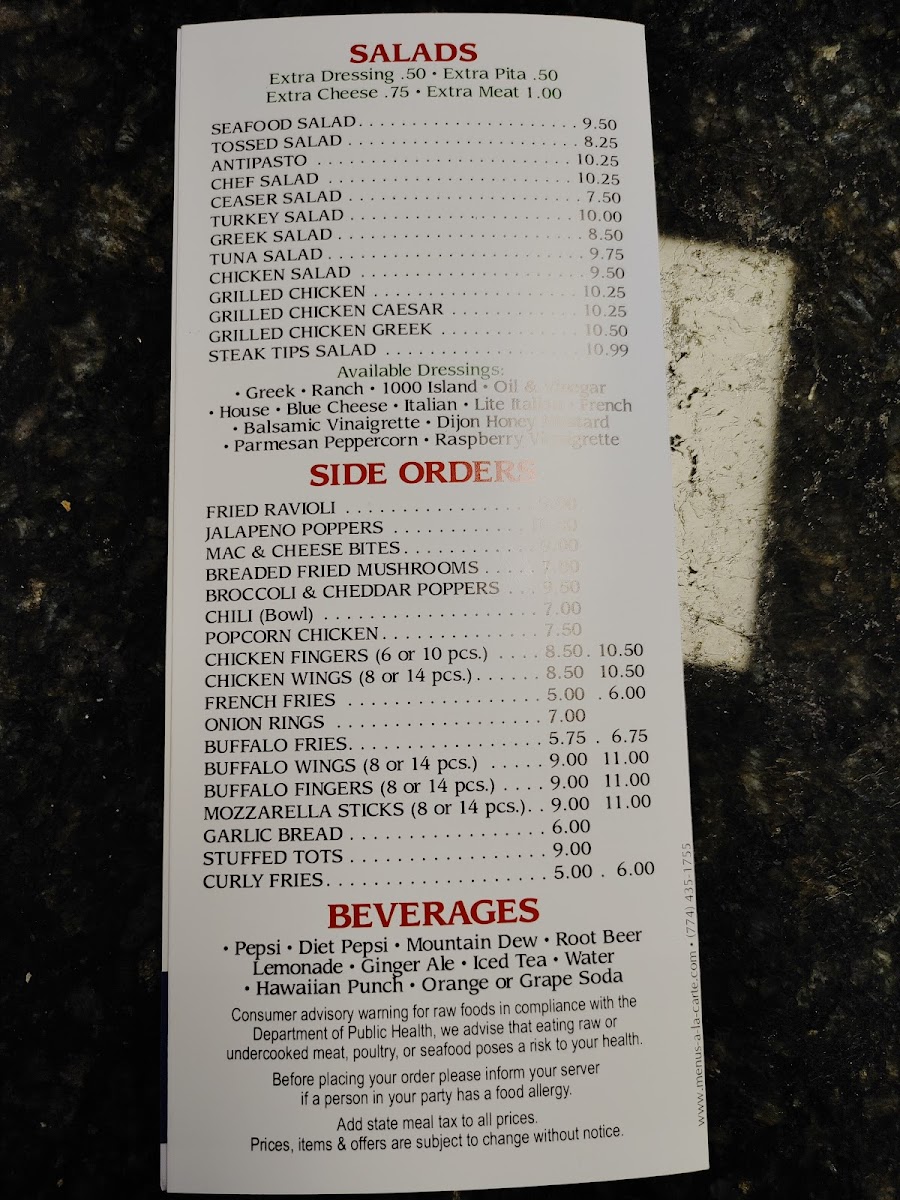 SALADS
Extra Dressing .50 • Extra Pita .50
Extra Cheese .75 • Extra Meat 1.00
SEAFOOD SALAD. . . . . . . . . . . . . . . . . . . . . 9.50
TOSSED SALAD . . . . . . . . . . . . . . . . . . . . . . 8.25
ANTIPASTO . . . . . . . . . . . . . . . . . . . . . . . . 10.25
CHEF SALAD . . . . . . . . . . . . . . . . . . . . . . . 10.25
CEASER SALAD . . . . . . . . . . . . . . . . . . . . . . 7.50
TURKEY SALAD . . . . . . . . . . . . . . . . . . . . . 10.00
GREEK SALAD . . . . . . . . . . . . . . . . . . . . . . . 8.50
TUNA SALAD . . . . . . . . . . . . . . . . . . . . . . . . 9.75
CHICKEN SALAD . . . . . . . . . . . . . . . . . . . . . 9.50
GRILLED CHICKEN . . . . . . . . . . . . . . . . . . . 10.25
GRILLED CHICKEN CAESAR . . . . . . . . . . . . 10.25
GRILLED CHICKEN GREEK . . . . . . . . . . . . . 10.50
STEAK TIPS SALAD . . . . . . . . . . . . . . . . . . 10.99
Available Dressings:
• Greek • Ranch • 1000 Island • Oil & Vinegar
• House • Blue Cheese • Italian • Lite Italian • French
• Balsamic Vinaigrette • Dijon Honey Mustard
• Parmesan Peppercorn • Raspberry Vinaigrette
SIDE ORDERS
FRIED RAVIOLI . . . . . . . . . . . . . . . . . .
JALAPENO POPPERS . . . . . . . . . . . . .
MAC & CHEESE BITES . . . . . . . . . . . . 9.00
BREADED FRIED MUSHROOMS . . . . .
BROCCOLI & CHEDDAR POPPERS . . . 9.50
CHILI (Bowl) . . . . . . . . . . . . . . . . . . . . 7.00
POPCORN CHICKEN. . . . . . . . . . . . . . . 7.50
CHICKEN FINGERS (6 or 10 pcs.) . . . . 8.50 . 10.50
CHICKEN WINGS (8 or 14 pcs.). . . . . . 8.50 10.50
FRENCH FRIES . . . . . . . . . . . . . . . . . . 5.00 . 6.00
ONION RINGS . . . . . . . . . . . . . . . . . . . 7.00
BUFFALO FRIES. . . . . . . . . . . . . . . . . . 5.75 . 6.75
BUFFALO WINGS (8 or 14 pcs.) . . . . . 9.00 11.00
BUFFALO FINGERS (8 or 14 pcs.) . . . . 9.00 11.00
MOZZARELLA STICKS (8 or 14 pcs.). . 9.00 11.00
GARLIC BREAD . . . . . . . . . . . . . . . . . . 6.00
STUFFED TOTS . . . . . . . . . . . . . . . . . . 9.00
CURLY FRIES. . . . . . . . . . . . . . . . . . . . 5.00 . 6.00
BEVERAGES
• Pepsi • Diet Pepsi • Mountain Dew • Root Beer
Lemonade • Ginger Ale • Iced Tea • Water
• Hawaiian Punch • Orange or Grape Soda
Consumer advisory warning for raw foods in compliance with the
Department of Public Health, we advise that eating raw or
undercooked meat, poultry, or seafood poses a risk to your health.
Before placing your order please inform your server
if a person in your party has a food allergy.
Add state meal tax to all prices.
Prices, items & offers are subject to change without notice.
www.menus-a-la-carte.com • (774) 435-1755